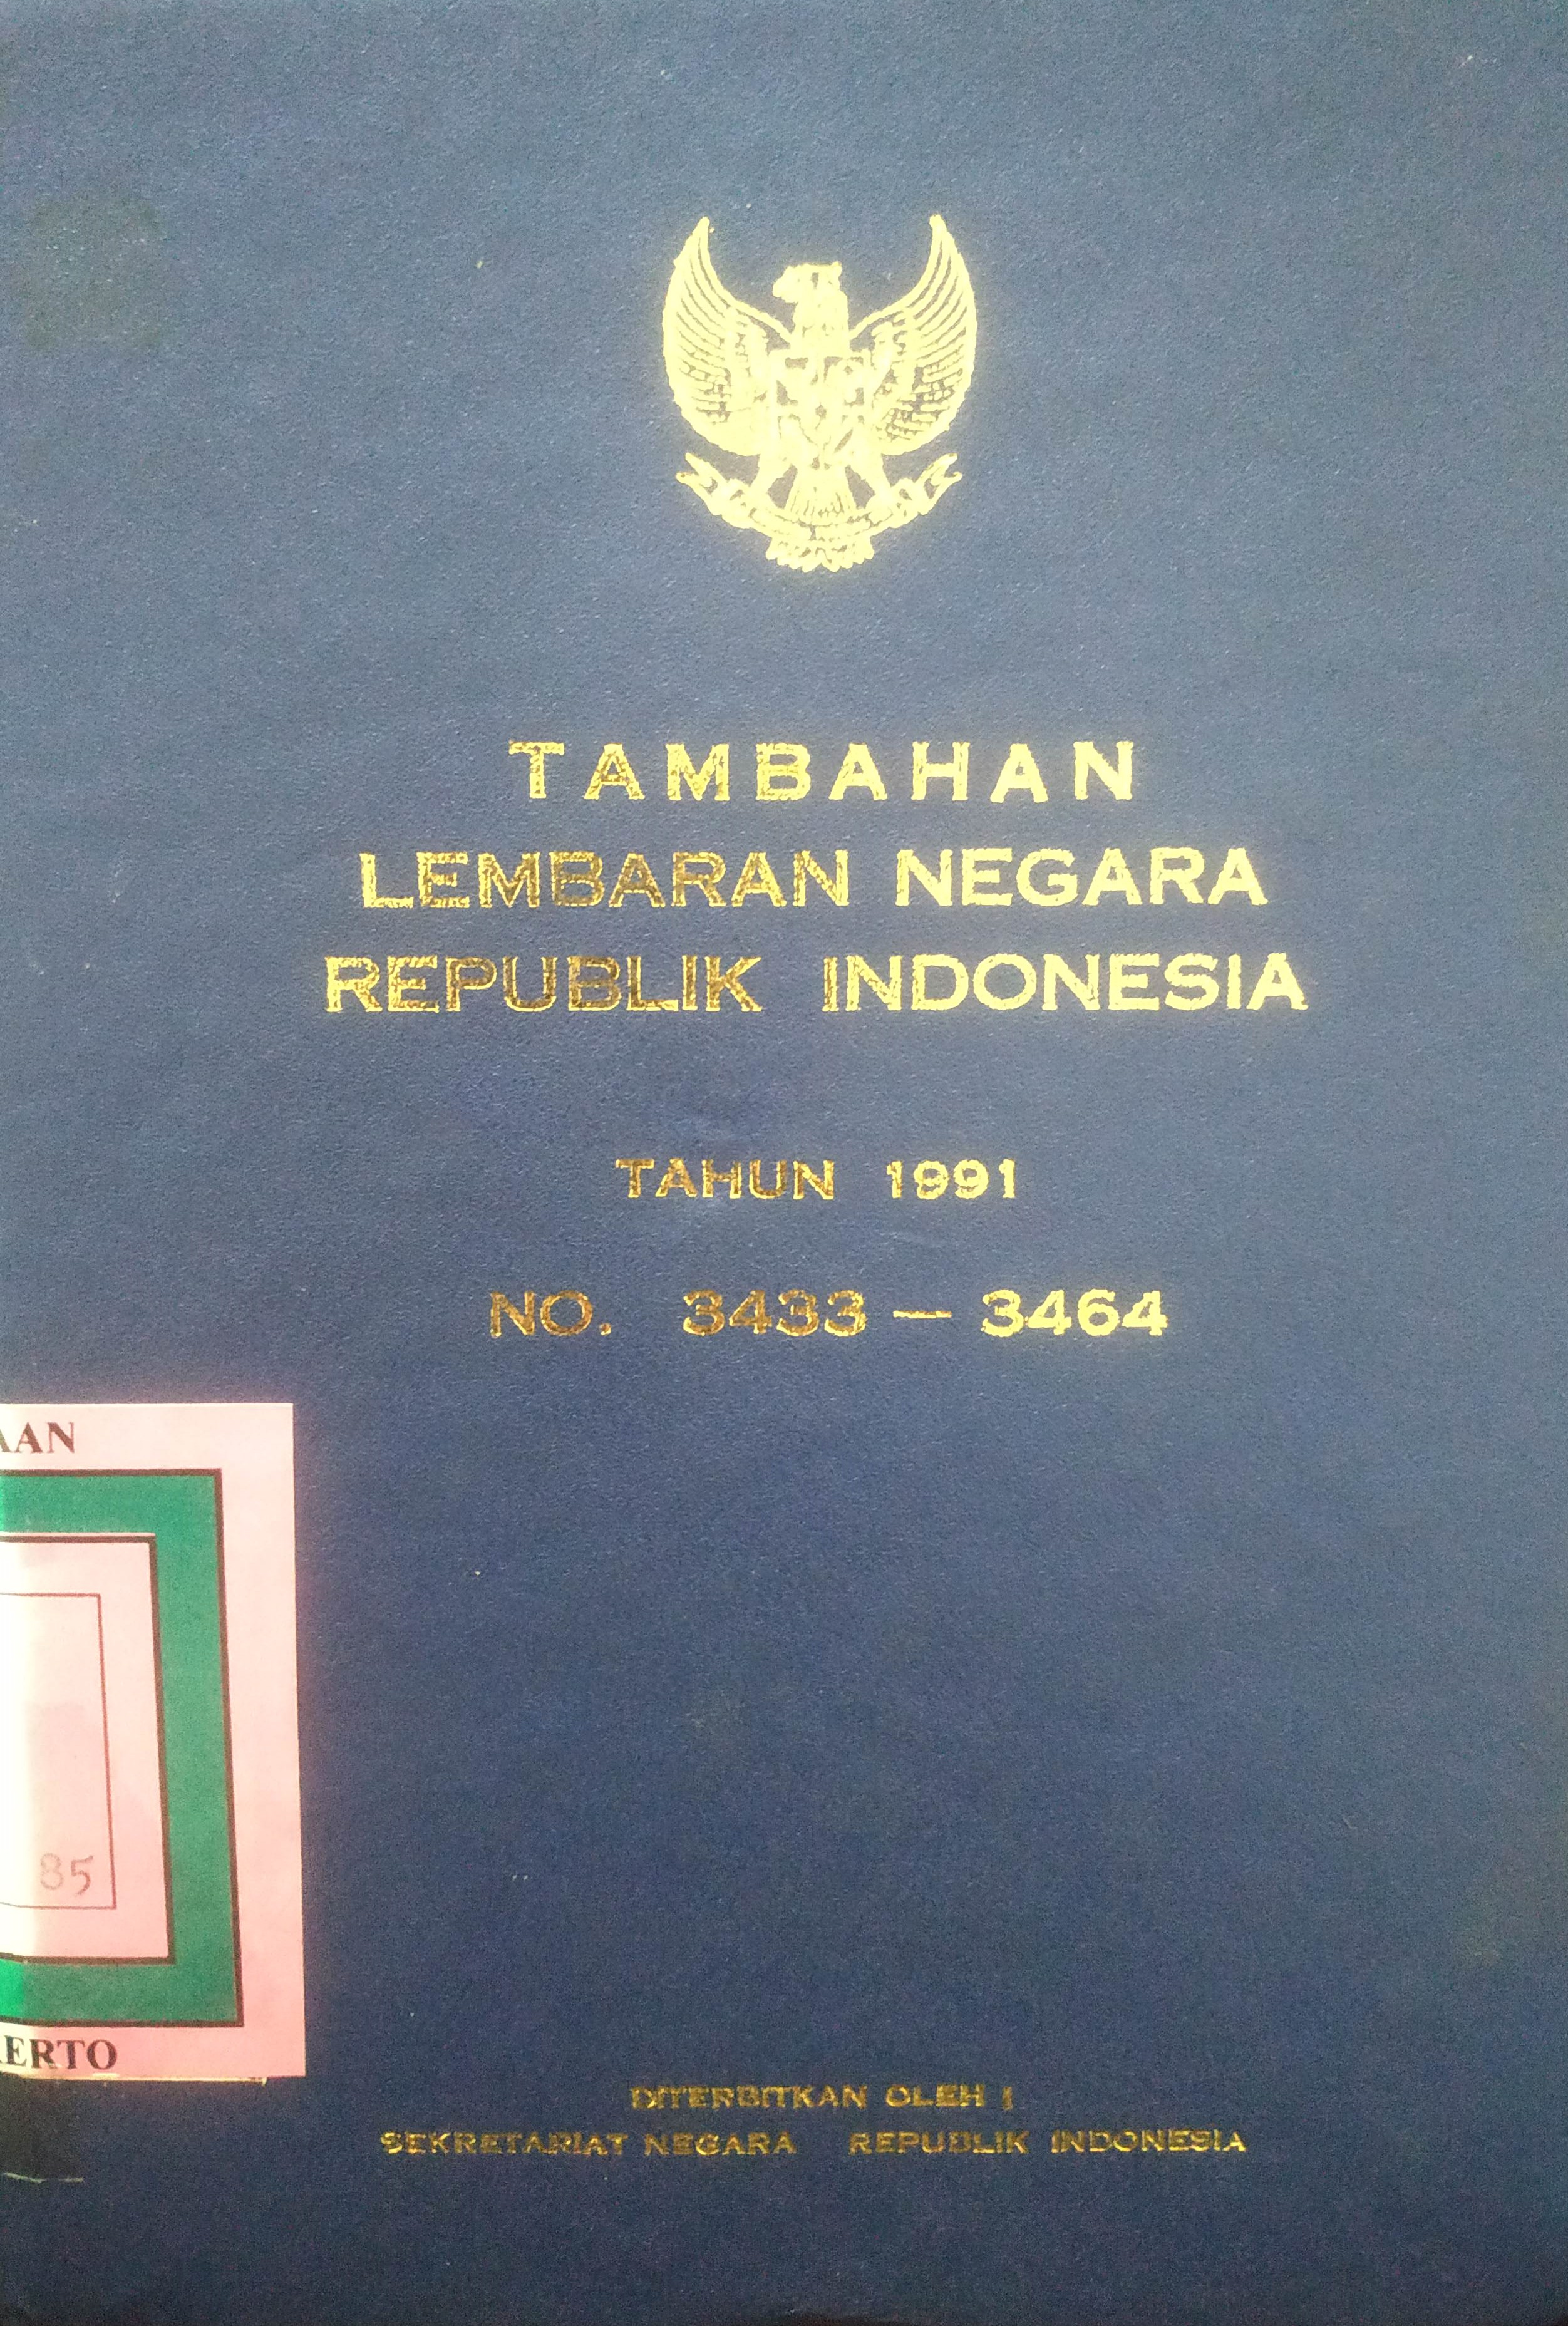 TAMBAHAN
LEMBARAN NEGARA
REPUBLIK INDONESIA
TAHUN 1991
NO. 3433 — 3464
AAN
85
ERTO
DITERBITKAN OLEH :
SEKRETARIAT NEGARA REPUBLIK INDONESIA